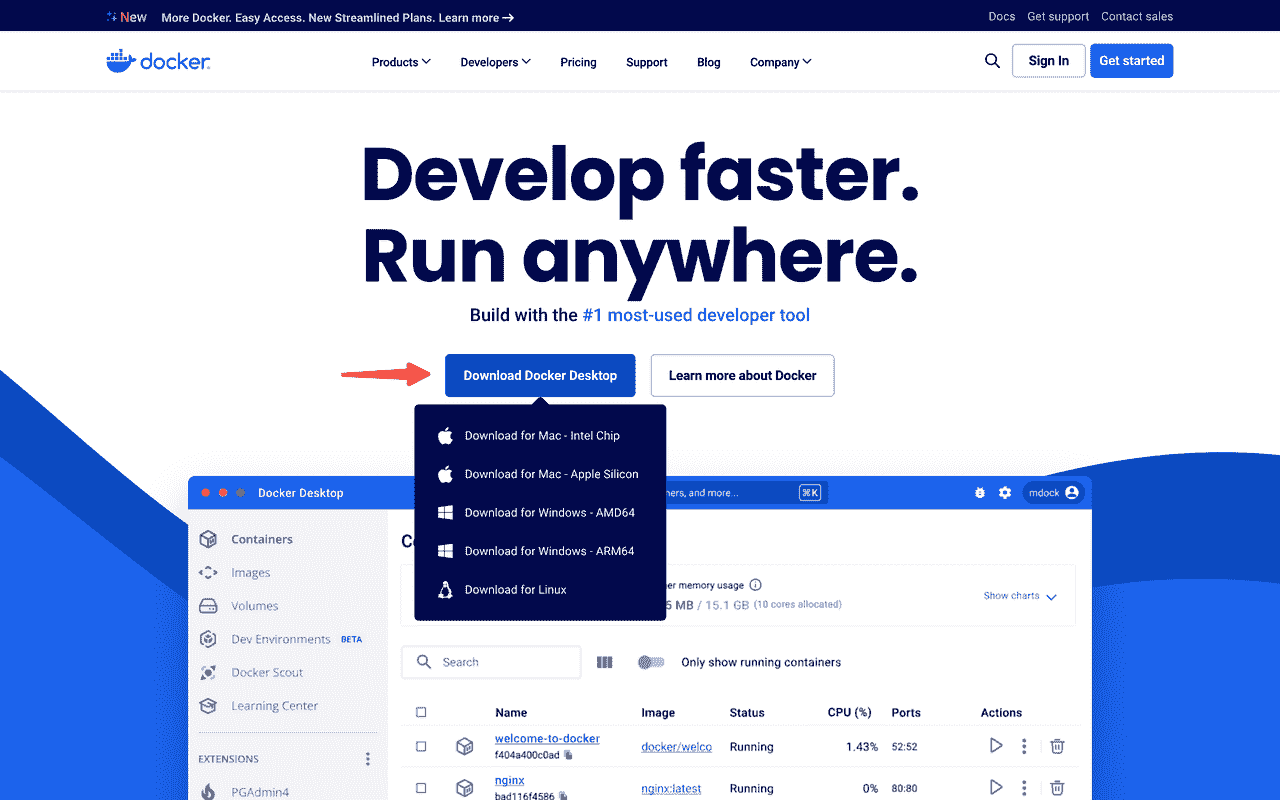 New More Docker. Easy Access. New Streamlined Plans. Learn more → Docs Get support Contact sales
docker Products Developers Pricing Support Blog Company Sign In Get started
Develop faster.
Run anywhere.
Build with the #1 most-used developer tool
Download Docker Desktop Learn more about Docker
Download for Mac - Intel Chip
Download for Mac - Apple Silicon
Download for Windows - AMD64
Download for Windows - ARM64
Download for Linux
Docker Desktop and more... ⌘K mdock
Containers
Images
Volumes
Dev Environments BETA
Docker Scout
Learning Center
EXTENSIONS
PGAdmin4
memory usage
MB / 15.1 GB (10 cores allocated)
Show charts
Search Only show running containers
Name Image Status CPU (%) Ports Actions
welcome-to-docker docker/welco Running 1.43% 52:52
f404a400c0ad
nginx nginx:latest Running 0% 80:80
bad116f4586